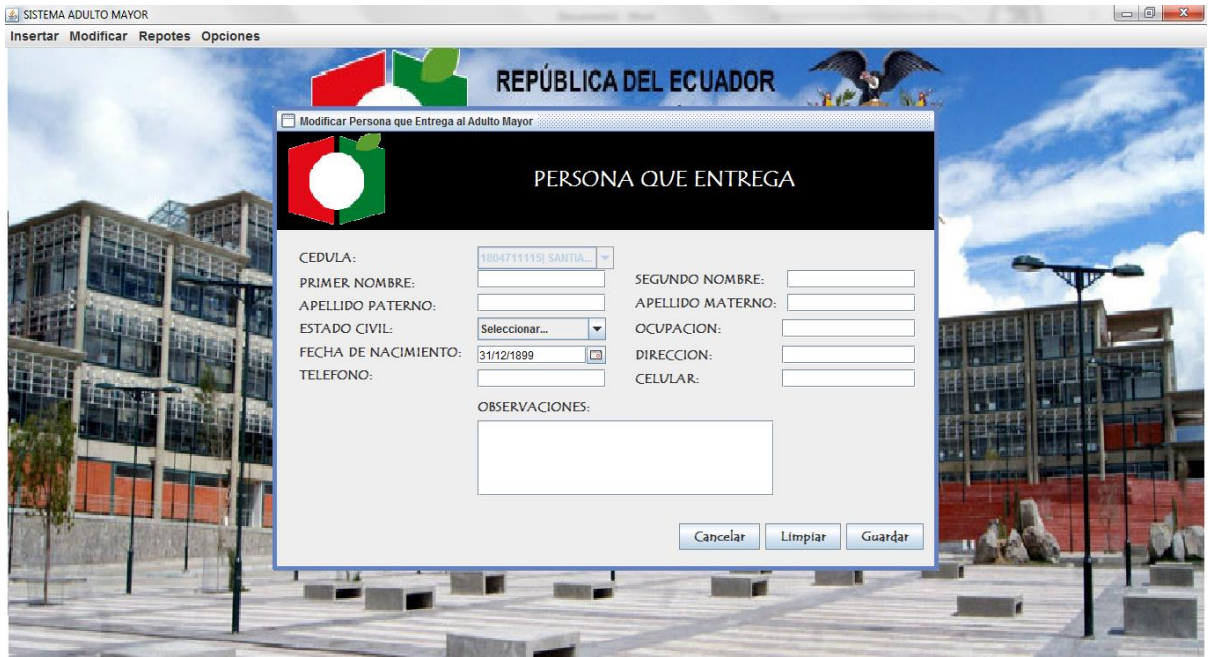 SISTEMA ADULTO MAYOR
Insertar Modificar Repotes Opciones
REPÚBLICA DEL ECUADOR
Modificar Persona que Entrega al Adulto Mayor
PERSONA QUE ENTREGA
CEDULA: 1804711115| SANTIA...
PRIMER NOMBRE: SEGUNDO NOMBRE:
APELLIDO PATERNO: APELLIDO MATERNO:
ESTADO CIVIL: Seleccionar... OCUPACION:
FECHA DE NACIMIENTO: 31/12/1899 DIRECCION:
TELEFONO: CELULAR:
OBSERVACIONES:
Cancelar Limpiar Guardar